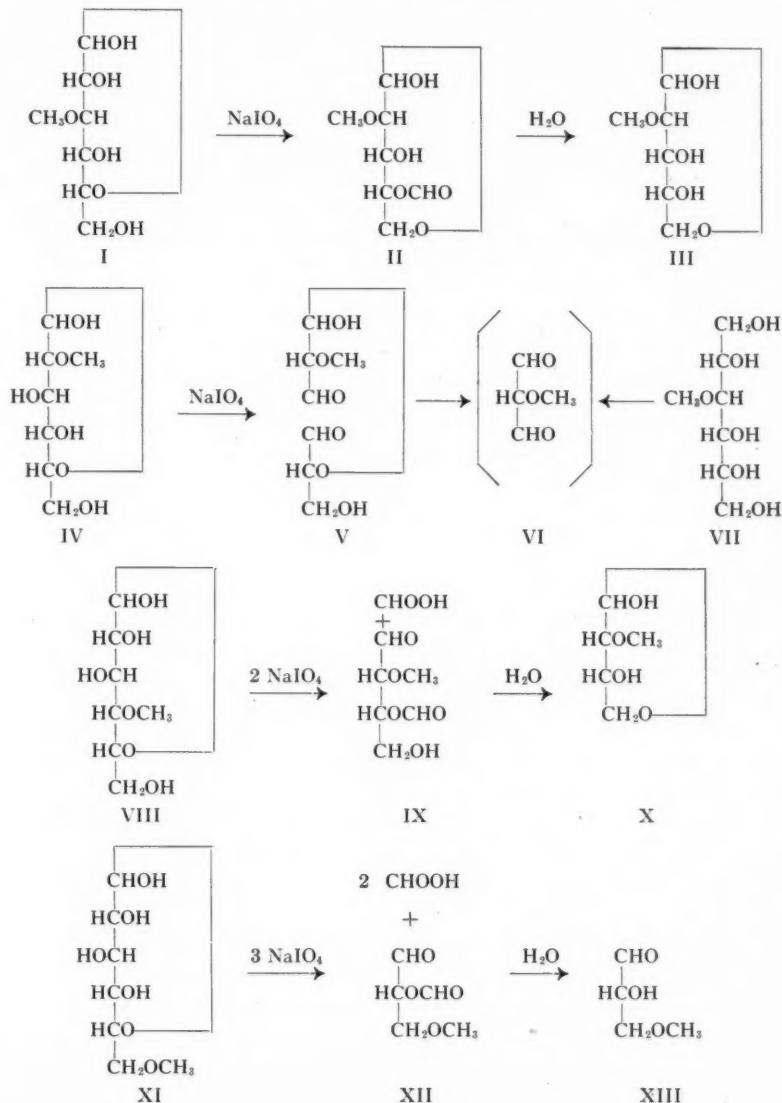 CHOH
HCOH
CH₃OCH
HCOH
HCO
CH₂OH
I
NaIO₄
CHOH
CH₃OCH
HCOH
HCOCHO
CH₂O
II
H₂O
CHOH
CH₃OCH
HCOH
HCOH
CH₂O
III
CHOH
HCOCH₃
HOCH
HCOH
HCO
CH₂OH
IV
NaIO₄
CHOH
HCOCH₃
CHO
CHO
HCO
CH₂OH
V
CHO
HCOCH₃
CHO
VI
CH₂OH
HCOH
CH₃OCH
HCOH
HCOH
CH₂OH
VII
CHOH
HCOH
HOCH
HCOCH₃
HCO
CH₂OH
VIII
2 NaIO₄
CHOOH
+
CHO
HCOCH₃
HCOCHO
CH₂OH
IX
H₂O
CHOH
HCOCH₃
HCOH
CH₂O
X
CHOH
HCOH
HOCH
HCOH
HCO
CH₂OCH₃
XI
3 NaIO₄
2 CHOOH
+
CHO
HCOCHO
CH₂OCH₃
XII
H₂O
CHO
HCOH
CH₂OCH₃
XIII